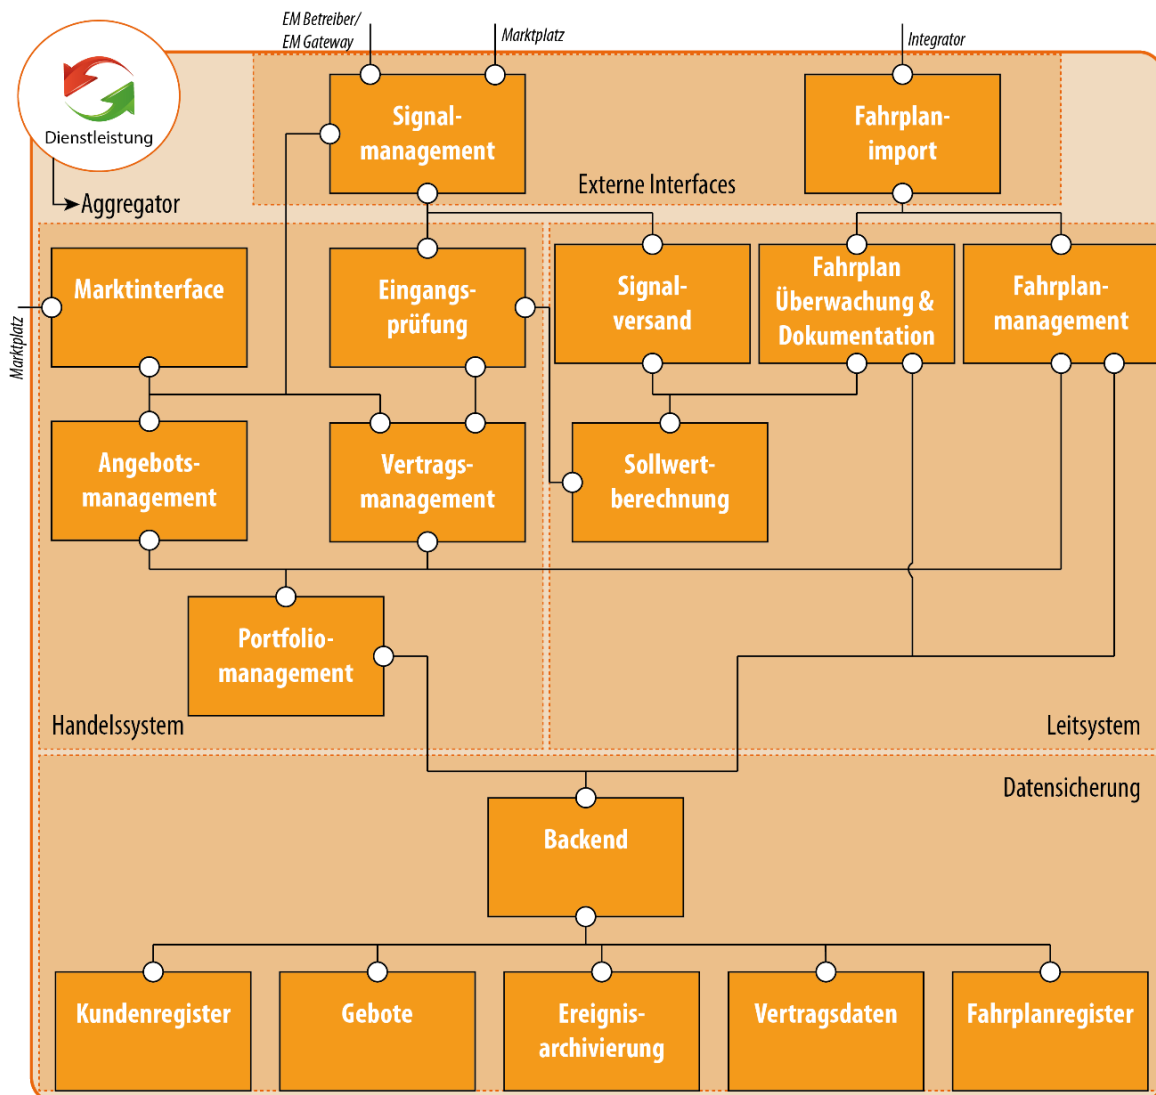 EM Betreiber/
EM Gateway
Marktplatz
Integrator
Dienstleistung
Aggregator
Signal-
management
Fahrplan-
import
Externe Interfaces
Marktinterface
Eingangs-
prüfung
Signal-
versand
Fahrplan
Überwachung &
Dokumentation
Fahrplan-
management
Marktplatz
Angebots-
management
Vertrags-
management
Sollwert-
berechnung
Portfolio-
management
Handelssystem
Leitsystem
Datensicherung
Backend
Kundenregister
Gebote
Ereignis-
archivierung
Vertragsdaten
Fahrplanregister